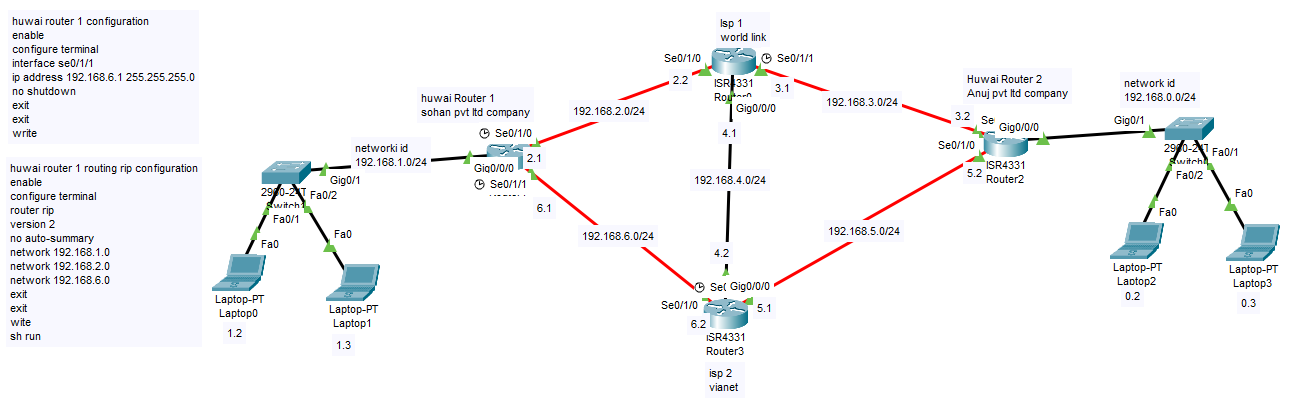 huwai router 1 configuration
enable
configure terminal
interface se0/1/1
ip address 192.168.6.1 255.255.255.0
no shutdown
exit
exit
write
huwai router 1 routing rip configuration
enable
configure terminal
router rip
version 2
no auto-summary
network 192.168.1.0
network 192.168.2.0
network 192.168.6.0
exit
exit
wite
sh run
networki id
192.168.1.0/24
Gig0/1
Fa0/2
Fa0/1
Fa0
Fa0
Laptop-PT
Laptop0
1.2
Laptop-PT
Laptop1
1.3
huwai Router 1
sohan pvt ltd company
Se0/1/0
2.1
Gig0/0/0
Se0/1/1
6.1
192.168.2.0/24
192.168.6.0/24
Isp 1
world link
Se0/1/0
Se0/1/1
2.2
3.1
ISR4331
Gig0/0/0
4.1
192.168.4.0/24
4.2
Gig0/0/0
Se0/1/0
5.1
6.2
ISR4331
Router3
isp 2
vianet
192.168.3.0/24
192.168.5.0/24
Huwai Router 2
Anuj pvt ltd company
3.2
Gig0/0/0
Se0/1/0
5.2
ISR4331
Router2
network id
192.168.0.0/24
Gig0/1
Fa0/1
Fa0/2
Fa0
Fa0
Laptop-PT
Laptop2
0.2
Laptop-PT
Laptop3
0.3